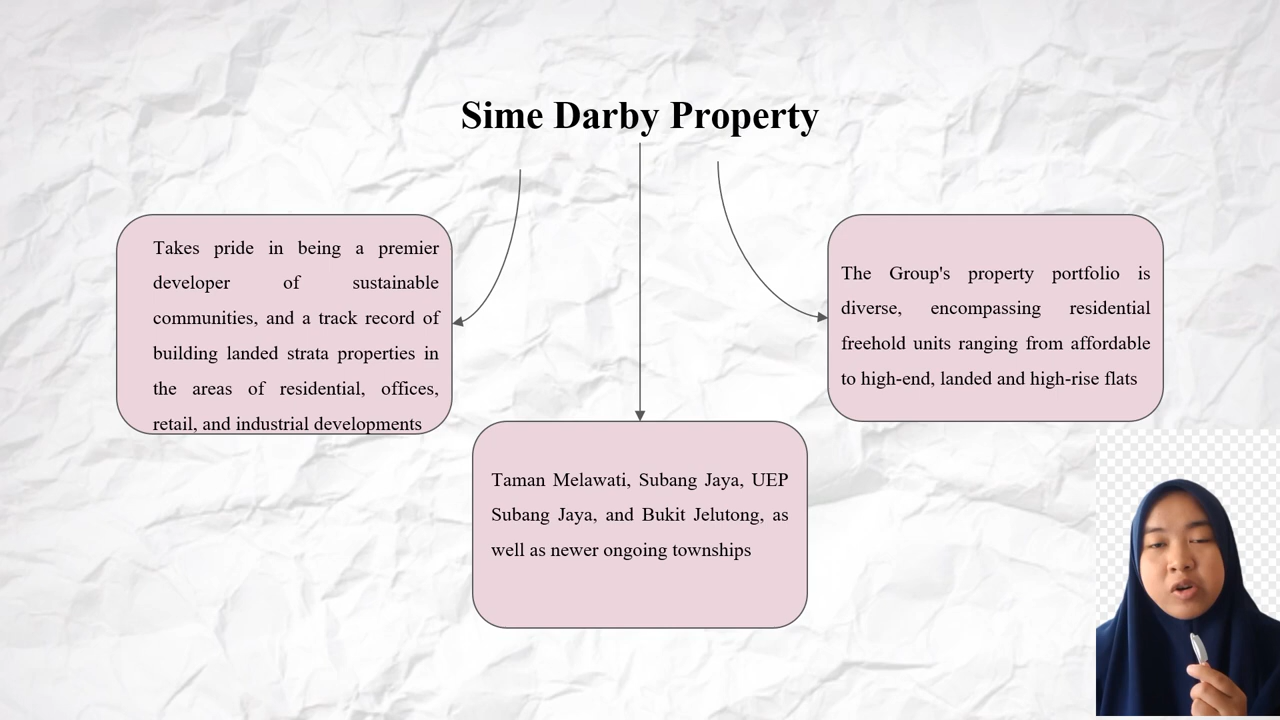 Sime Darby Property
Takes pride in being a premier
developer of sustainable
communities, and a track record of
building landed strata properties in
the areas of residential, offices,
retail, and industrial developments
Taman Melawati, Subang Jaya, UEP
Subang Jaya, and Bukit Jelutong, as
well as newer ongoing townships
The Group's property portfolio is
diverse, encompassing residential
freehold units ranging from affordable
to high-end, landed and high-rise flats